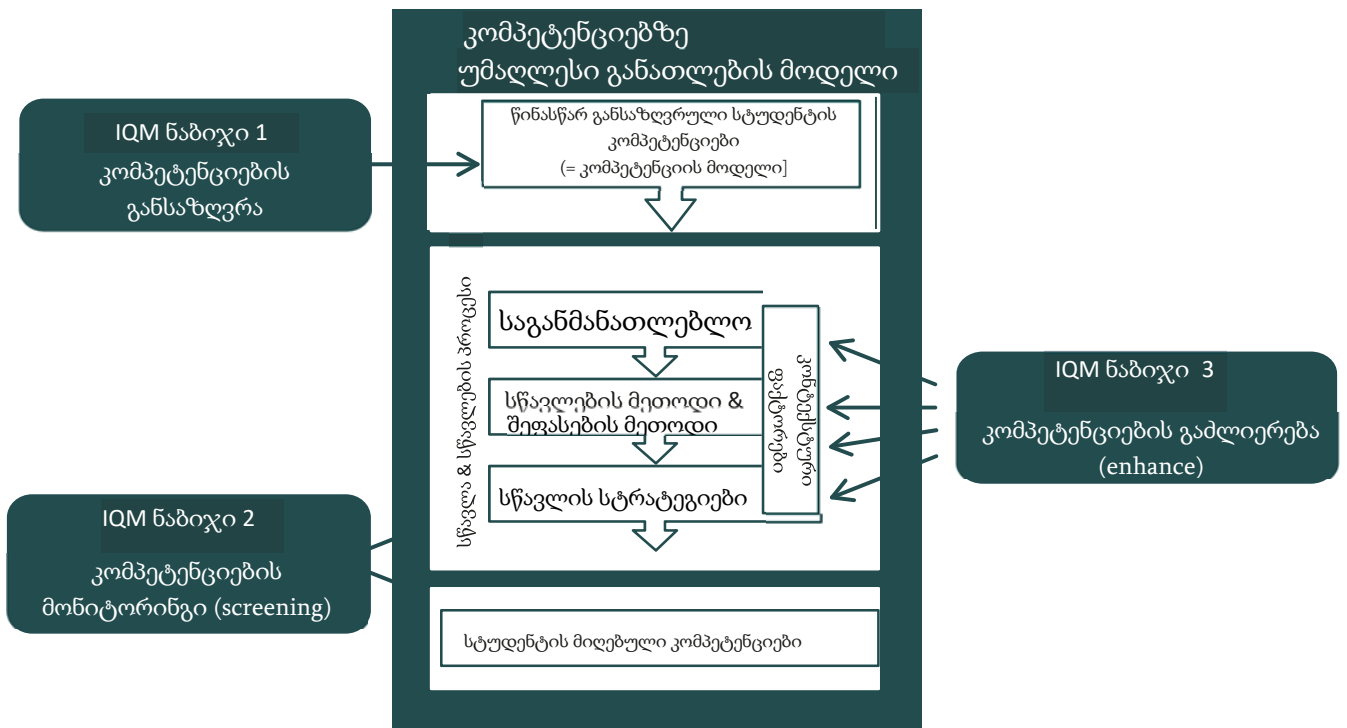 კომპეტენციებზე
უმაღლესი განათლების მოდელი
IQM ნაბიჯი 1
კომპეტენციების
განსაზღვრა
წინასწარ განსაზღვრული სტუდენტის
კომპეტენციები
(= კომპეტენციის მოდელი]
სწავლა & სწავლების პროცესი
საგანმანათლებლო
სწავლების მეთოდი &
შეფასების მეთოდი
სწავლის სტრატეგიები
კონტექსტური
ფაქტორები
IQM ნაბიჯი 3
კომპეტენციების გაძლიერება
(enhance)
IQM ნაბიჯი 2
კომპეტენციების
მონიტორინგი (screening)
სტუდენტის მიღებული კომპეტენციები